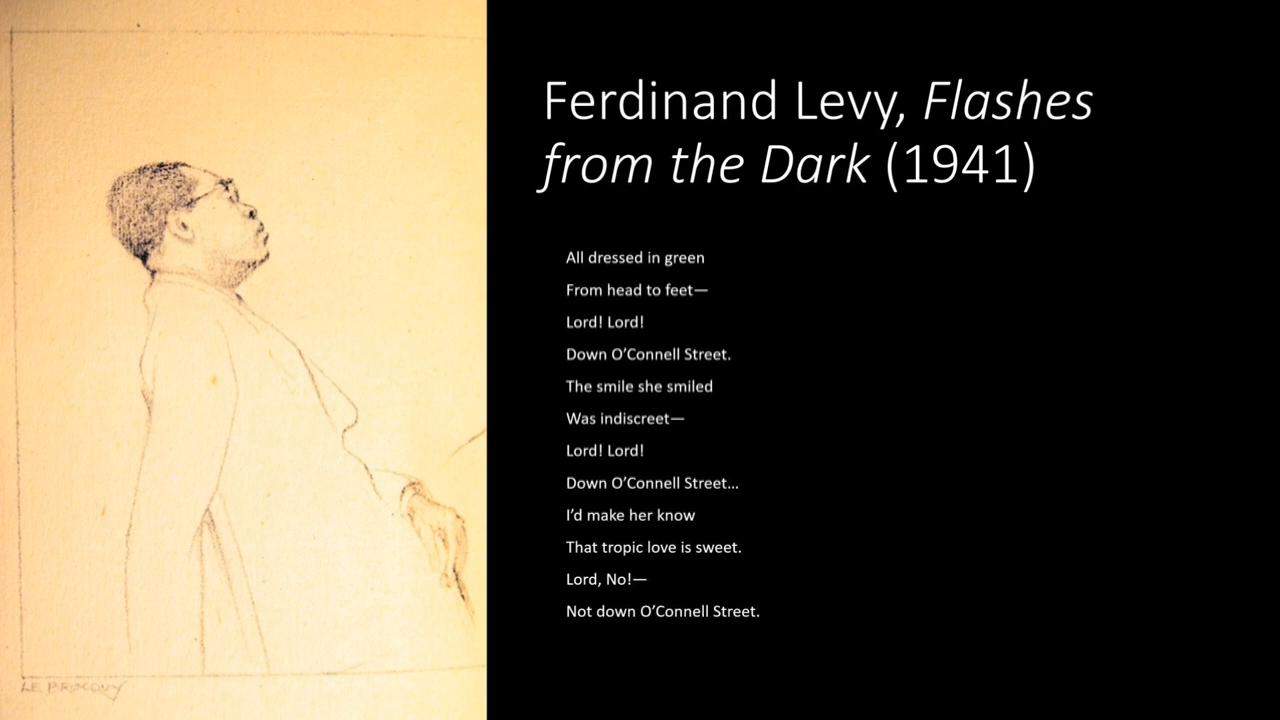 Ferdinand Levy, Flashes
from the Dark (1941)
All dressed in green
From head to feet—
Lord! Lord!
Down O’Connell Street.
The smile she smiled
Was indiscreet—
Lord! Lord!
Down O’Connell Street…
I’d make her know
That tropic love is sweet.
Lord, No!—
Not down O’Connell Street.
LE BROCQUY